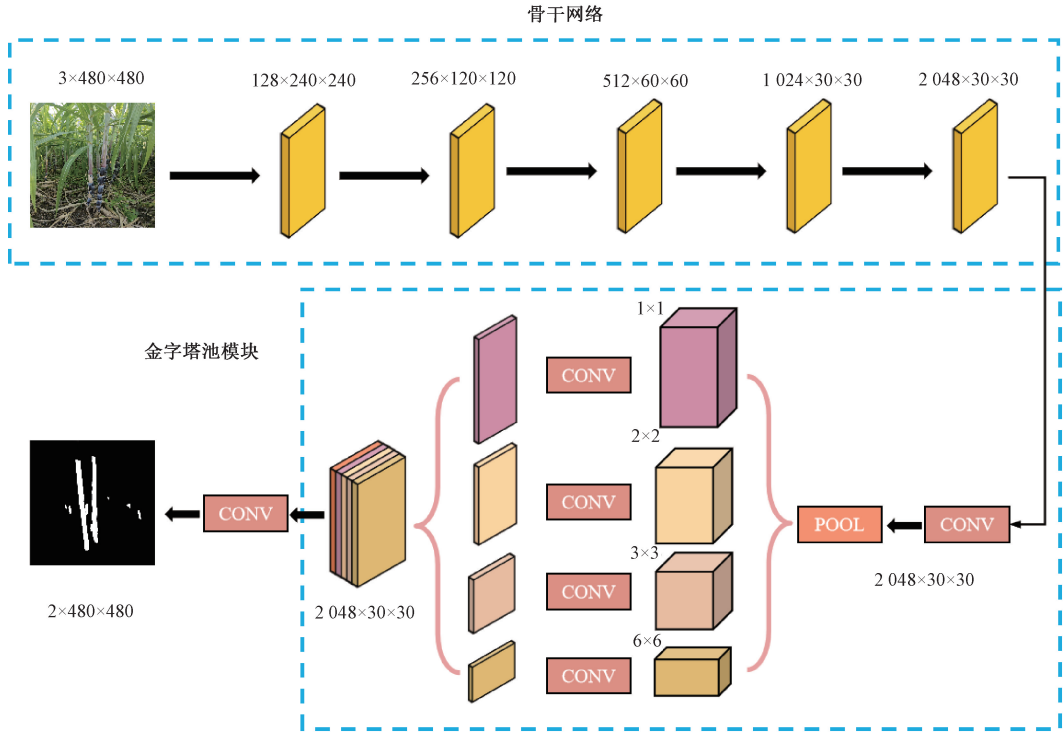 骨干网络
3×480×480
128×240×240
256×120×120
512×60×60
1 024×30×30
2 048×30×30
金字塔池模块
1×1
CONV
2×2
CONV
3×3
CONV
6×6
CONV
POOL
CONV
2 048×30×30
CONV
2 048×30×30
2×480×480